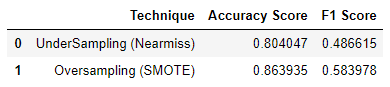 Technique Accuracy Score F1 Score
0 UnderSampling (Nearmiss) 0.804047 0.486615
1 Oversampling (SMOTE) 0.863935 0.583978